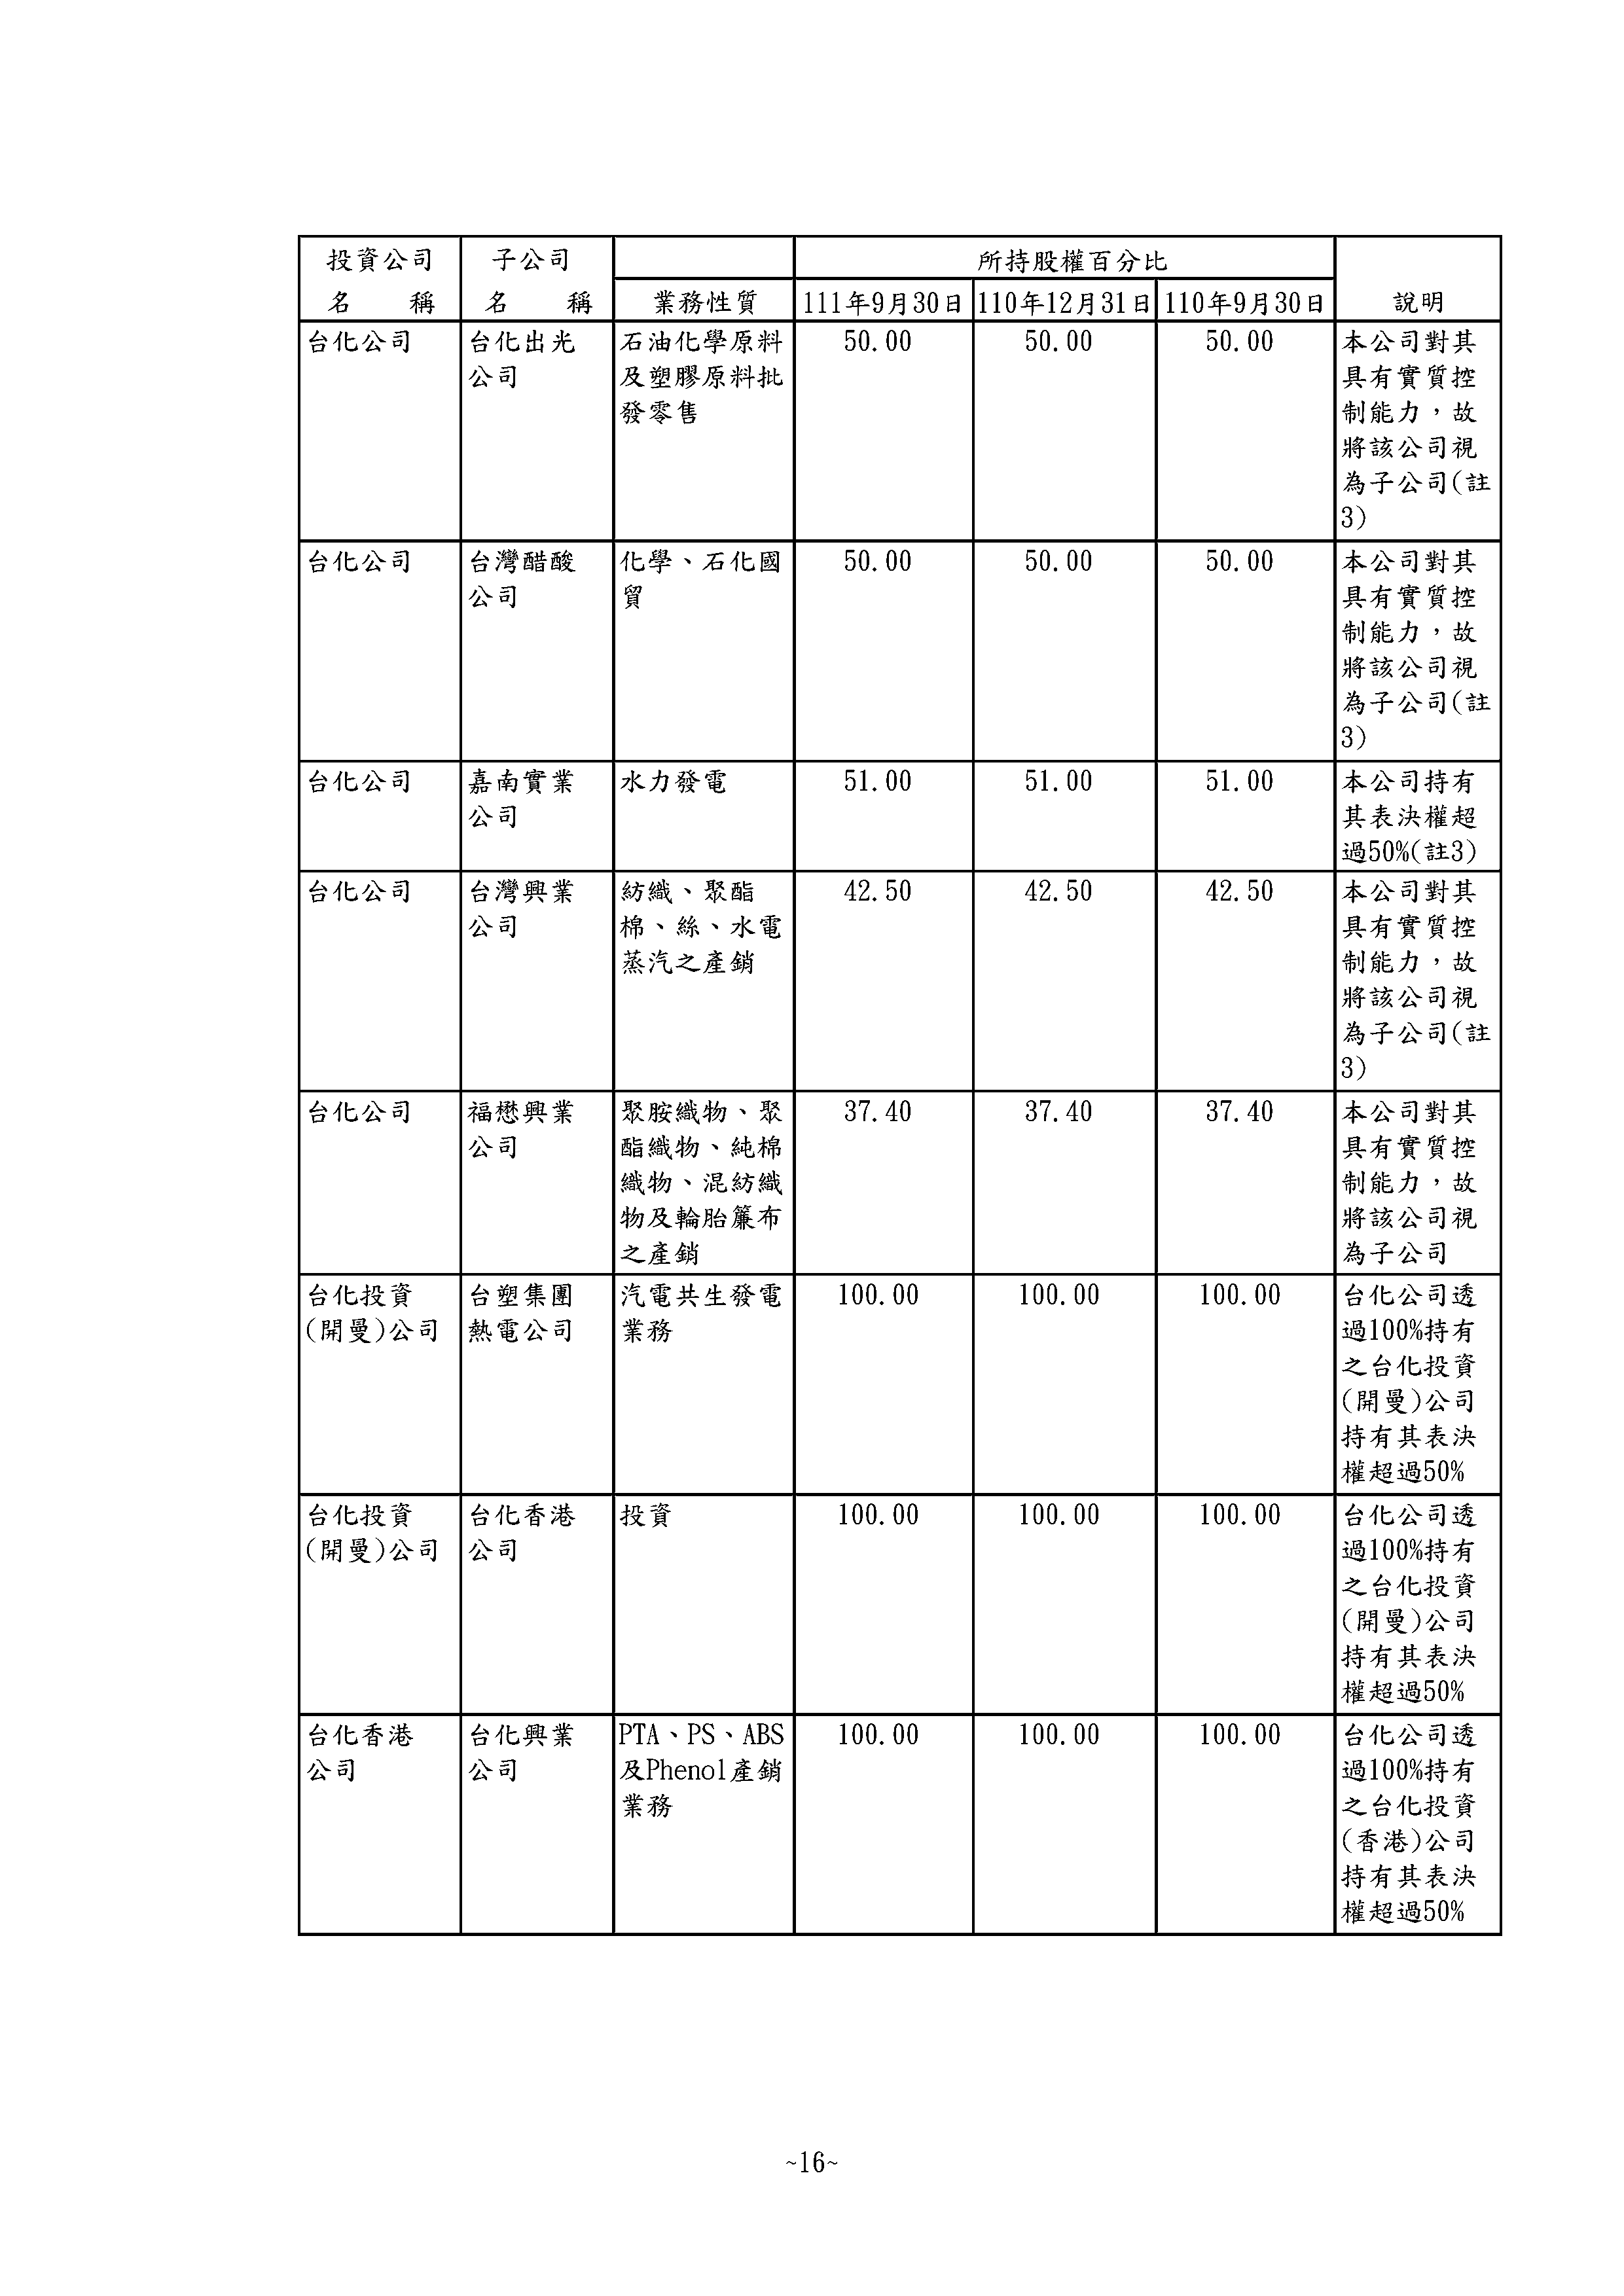 投資公司 子公司 所持股權百分比
名 稱 名 稱 業務性質 111年9月30日 110年12月31日 110年9月30日 說明
台化公司 台化出光 石油化學原料 50.00 50.00 50.00 本公司對其
公司 及塑膠原料批 具有實質控
發零售 制能力，故
將該公司視
為子公司(註
3)
台化公司 台灣醋酸 化學、石化國 50.00 50.00 50.00 本公司對其
公司 貿 具有實質控
制能力，故
將該公司視
為子公司(註
3)
台化公司 嘉南實業 水力發電 51.00 51.00 51.00 本公司持有
公司 其表決權超
過50%(註3)
台化公司 台灣興業 紡織、聚酯 42.50 42.50 42.50 本公司對其
公司 棉、絲、水電 具有實質控
蒸汽之產銷 制能力，故
將該公司視
為子公司(註
3)
台化公司 福懋興業 聚胺織物、聚 37.40 37.40 37.40 本公司對其
公司 酯織物、純棉 具有實質控
織物、混紡織 制能力，故
物及輪胎簾布 將該公司視
之產銷 為子公司
台化投資 台塑集團 汽電共生發電 100.00 100.00 100.00 台化公司透
(開曼)公司 熱電公司 業務 過100%持有
之台化投資
(開曼)公司
持有其表決
權超過50%
台化投資 台化香港 投資 100.00 100.00 100.00 台化公司透
(開曼)公司 公司 過100%持有
之台化投資
(開曼)公司
持有其表決
權超過50%
台化香港 台化興業 PTA、PS、ABS 100.00 100.00 100.00 台化公司透
公司 公司 及Phenol產銷 過100%持有
業務 之台化投資
(香港)公司
持有其表決
權超過50%
~16~